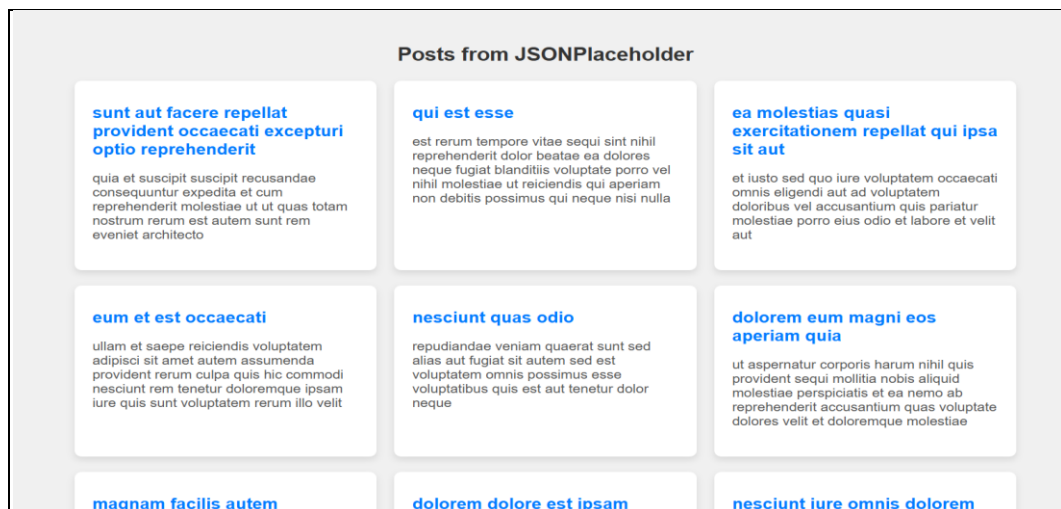 Posts from JSONPlaceholder
sunt aut facere repellat
provident occaecati excepturi
optio reprehenderit
quia et suscipit suscipit recusandae
consequuntur expedita et cum
reprehenderit molestiae ut ut quas totam
nostrum rerum est autem sunt rem
eveniet architecto
qui est esse
est rerum tempore vitae sequi sint nihil
reprehenderit dolor beatae ea dolores
neque fugiat blanditiis voluptate porro vel
nihil molestiae ut reiciendis qui aperiam
non debitis possimus qui neque nisi nulla
ea molestias quasi
exercitationem repellat qui ipsa
sit aut
et iusto sed quo iure voluptatem occaecati
omnis eligendi aut ad voluptatem
doloribus vel accusantium quis pariatur
molestiae porro eius odio et labore et velit
aut
eum et est occaecati
ullam et saepe reiciendis voluptatem
adipisci sit amet autem assumenda
provident rerum culpa quis hic commodi
nesciunt rem tenetur doloremque ipsam
iure quis sunt voluptatem rerum illo velit
nesciunt quas odio
repudiandae veniam quaerat sunt sed
alias aut fugiat sit autem sed est
voluptatem omnis possimus esse
voluptatibus quis est aut tenetur dolor
neque
dolorem eum magni eos
aperiam quia
ut aspernatur corporis harum nihil quis
provident sequi mollitia nobis aliquid
molestiae perspiciatis et ea nemo ab
reprehenderit accusantium quas voluptate
dolores velit et doloremque molestiae
magnam facilis autem
dolorem dolore est ipsam
nesciunt iure omnis dolorem